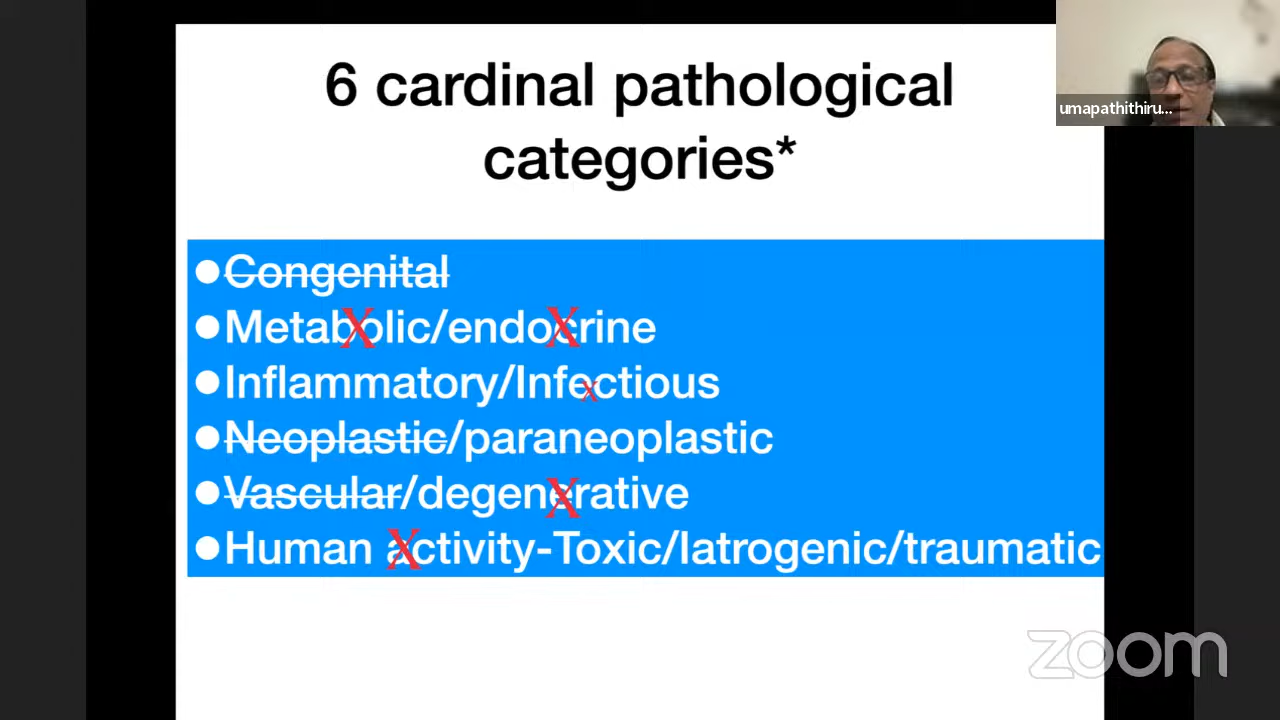 6 cardinal pathological
categories*
umapathithiru...
●Congenital
●Metabolic/endocrine
X X
●Inflammatory/Infectious
x
●Neoplastic/paraneoplastic
●Vascular/degenerative
X
●Human activity-Toxic/Iatrogenic/traumatic
X
zoom